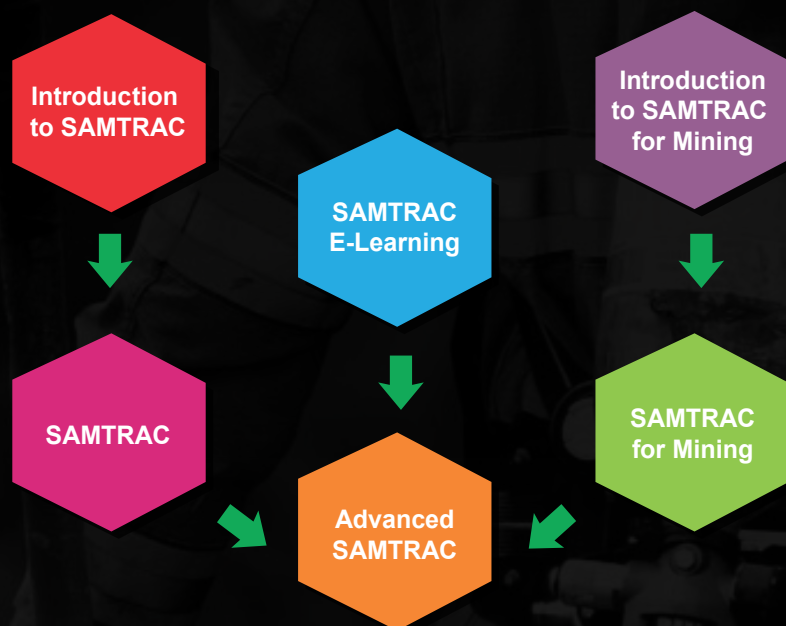 Introduction
to SAMTRAC
Introduction
to SAMTRAC
for Mining
SAMTRAC
E-Learning
SAMTRAC
SAMTRAC
for Mining
Advanced
SAMTRAC